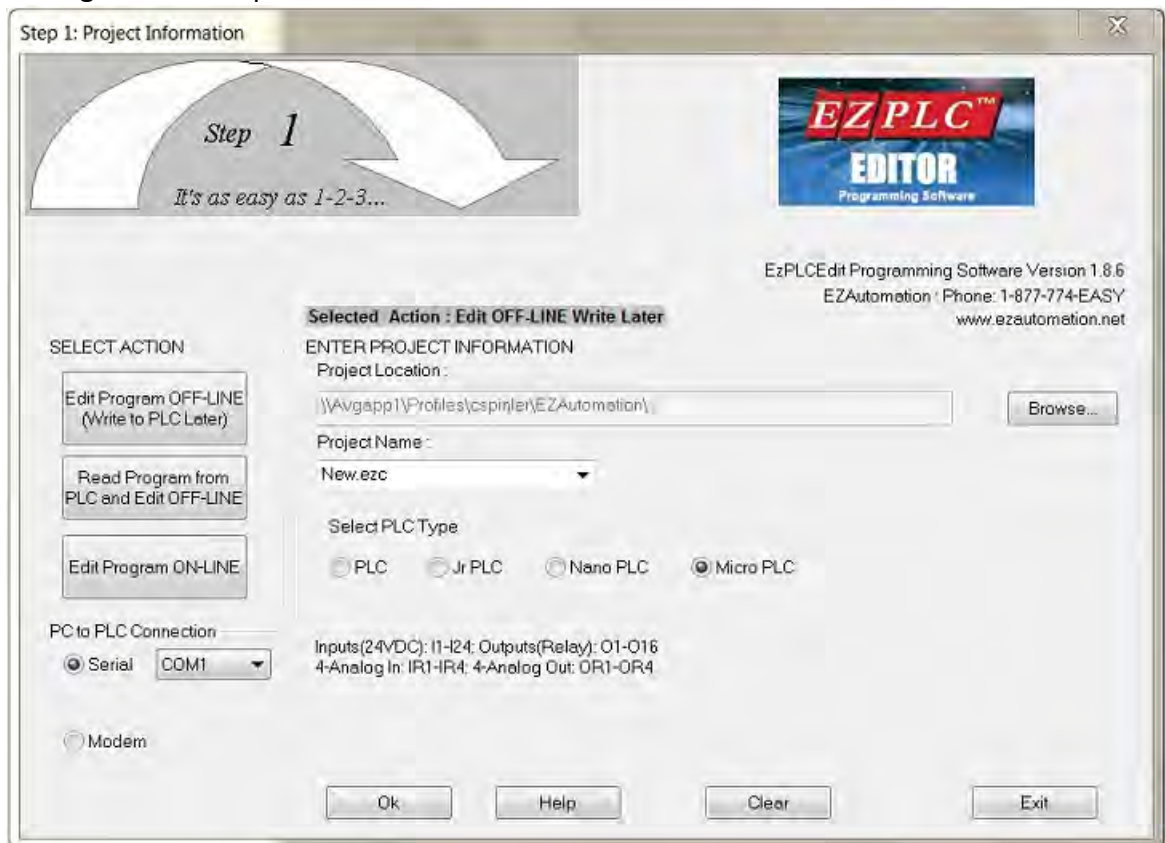 Step 1: Project Information
Step 1
It's as easy as 1-2-3...
EZPLC™
EDITOR
Programming Software
EzPLCEdit Programming Software Version 1.8.6
EZAutomation : Phone: 1-877-774-EASY
www.ezautomation.net
Selected Action : Edit OFF-LINE Write Later
SELECT ACTION
Edit Program OFF-LINE
(Write to PLC Later)
Read Program from
PLC and Edit OFF-LINE
Edit Program ON-LINE
PC to PLC Connection
Serial COM1
Modem
ENTER PROJECT INFORMATION
Project Location :
\\Avgapp1\Profiles\cspinler\EZAutomation\
Browse...
Project Name :
New.ezc
Select PLC Type
PLC Jr PLC Nano PLC Micro PLC
Inputs(24VDC): I1-I24: Outputs(Relay): O1-O16
4-Analog In: IR1-IR4: 4-Analog Out: OR1-OR4
Ok Help Clear Exit